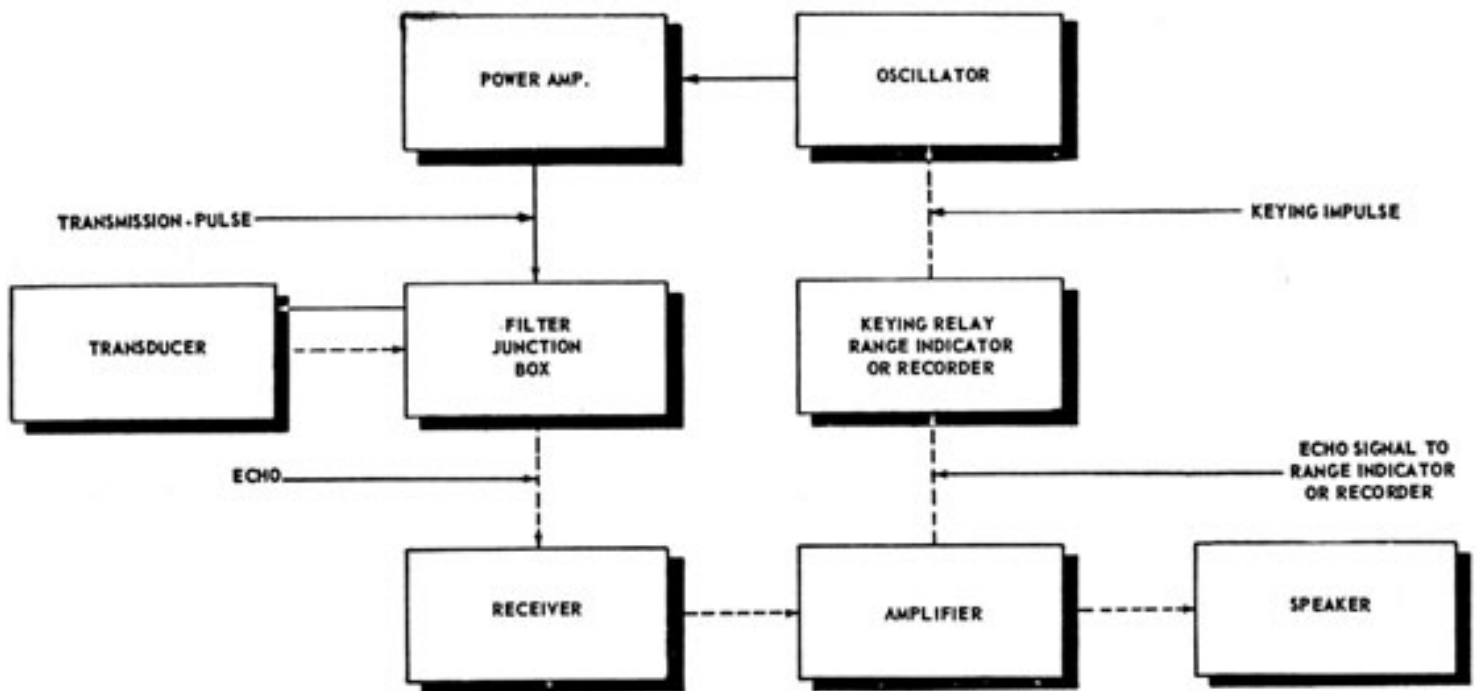 POWER AMP.
OSCILLATOR
TRANSMISSION - PULSE
KEYING IMPULSE
TRANSDUCER
FILTER
JUNCTION
BOX
KEYING RELAY
RANGE INDICATOR
OR RECORDER
ECHO
ECHO SIGNAL TO
RANGE INDICATOR
OR RECORDER
RECEIVER
AMPLIFIER
SPEAKER